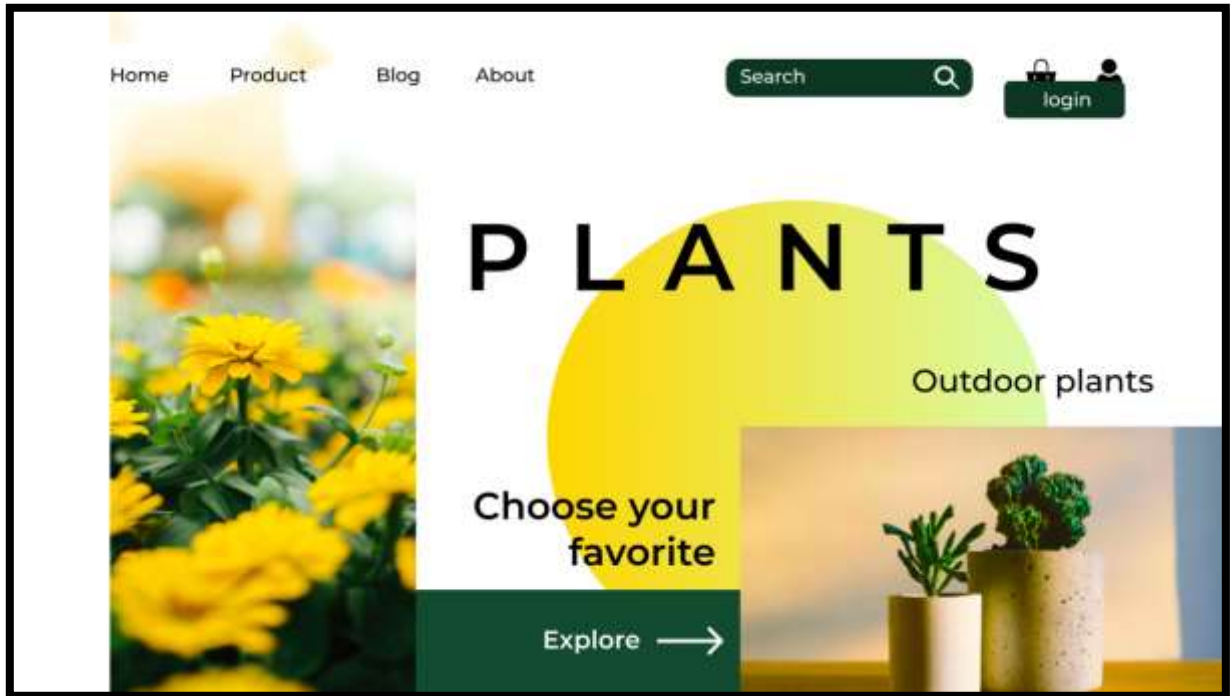 Home Product Blog About Search
login
PLANTS
Outdoor plants
Choose your
favorite
Explore